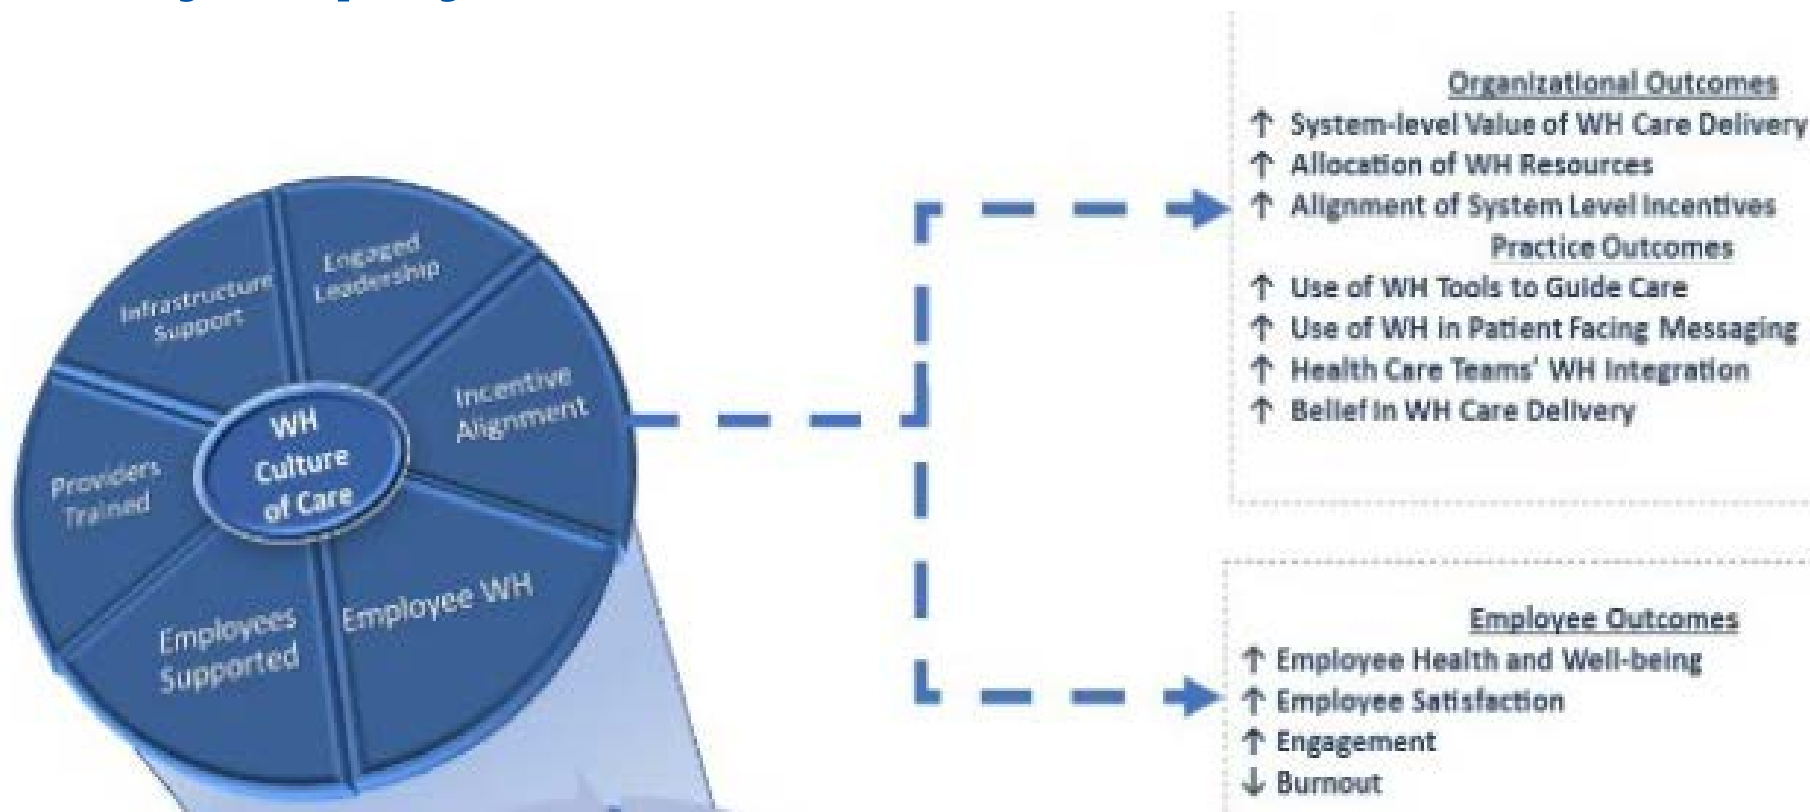 Infrastructure
Support
Engaged
Leadership
Incentive
Alignment
WH
Culture
of Care
Providers
Trained
Employees
Supported
Employee WH
Organizational Outcomes
↑ System-level Value of WH Care Delivery
↑ Allocation of WH Resources
↑ Alignment of System Level Incentives
Practice Outcomes
↑ Use of WH Tools to Guide Care
↑ Use of WH in Patient Facing Messaging
↑ Health Care Teams' WH Integration
↑ Belief in WH Care Delivery
Employee Outcomes
↑ Employee Health and Well-being
↑ Employee Satisfaction
↑ Engagement
↓ Burnout